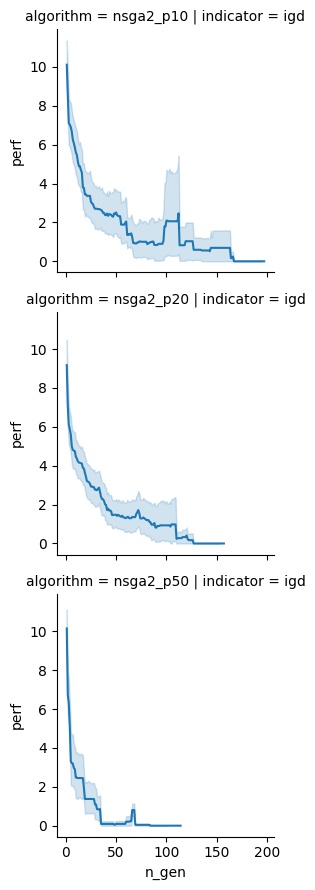 algorithm = nsga2_p10 | indicator = igd
10
8
6
4
2
0
perf
algorithm = nsga2_p20 | indicator = igd
10
8
6
4
2
0
perf
algorithm = nsga2_p50 | indicator = igd
10
8
6
4
2
0
perf
0 50 100 150 200
n_gen